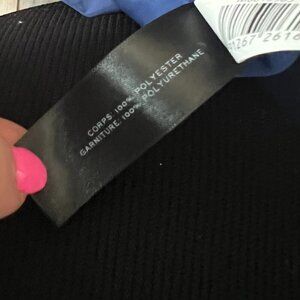 CORPS: 100% POLYESTER
GARNITURE: 100% POLYURETHANE